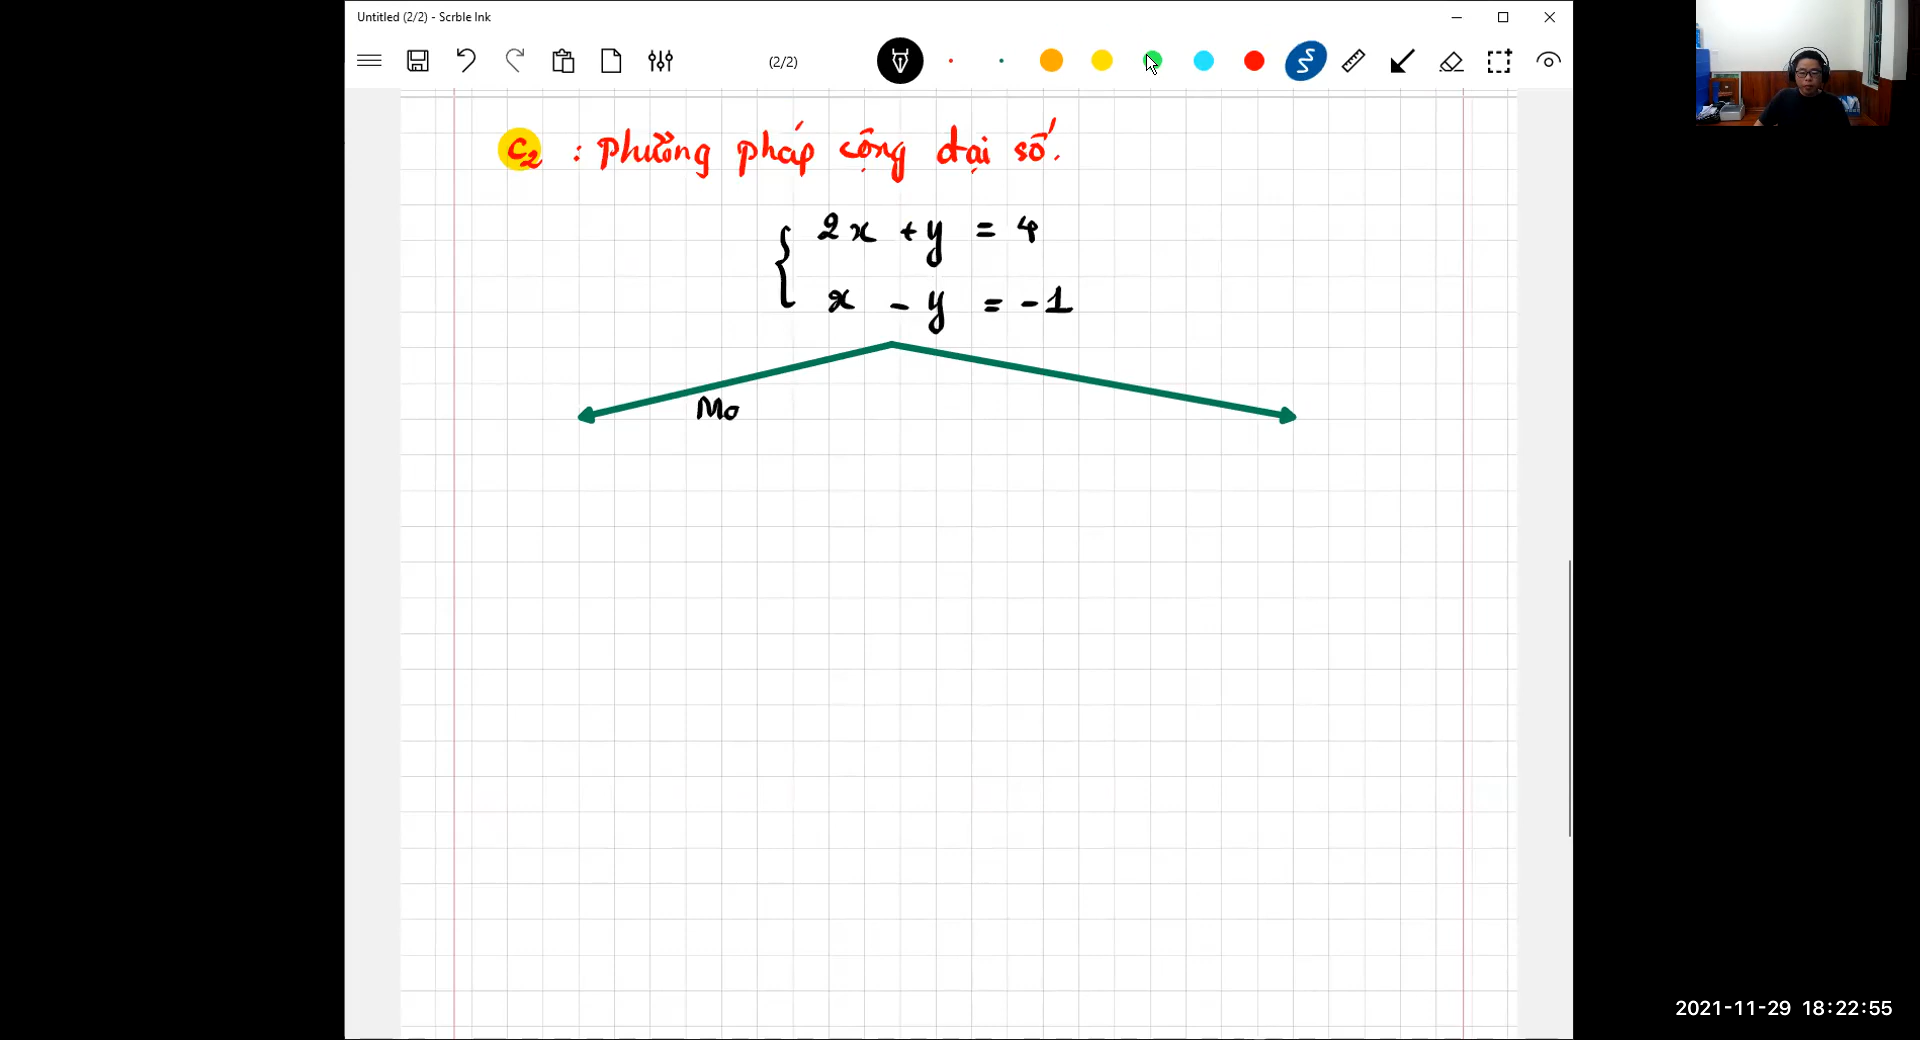 Untitled (2/2) - Scrble Ink
(2/2)
C2 : Phương pháp cộng đại số.
2x + y = 4
x - y = -1
Mo
2021-11-29 18:22:55